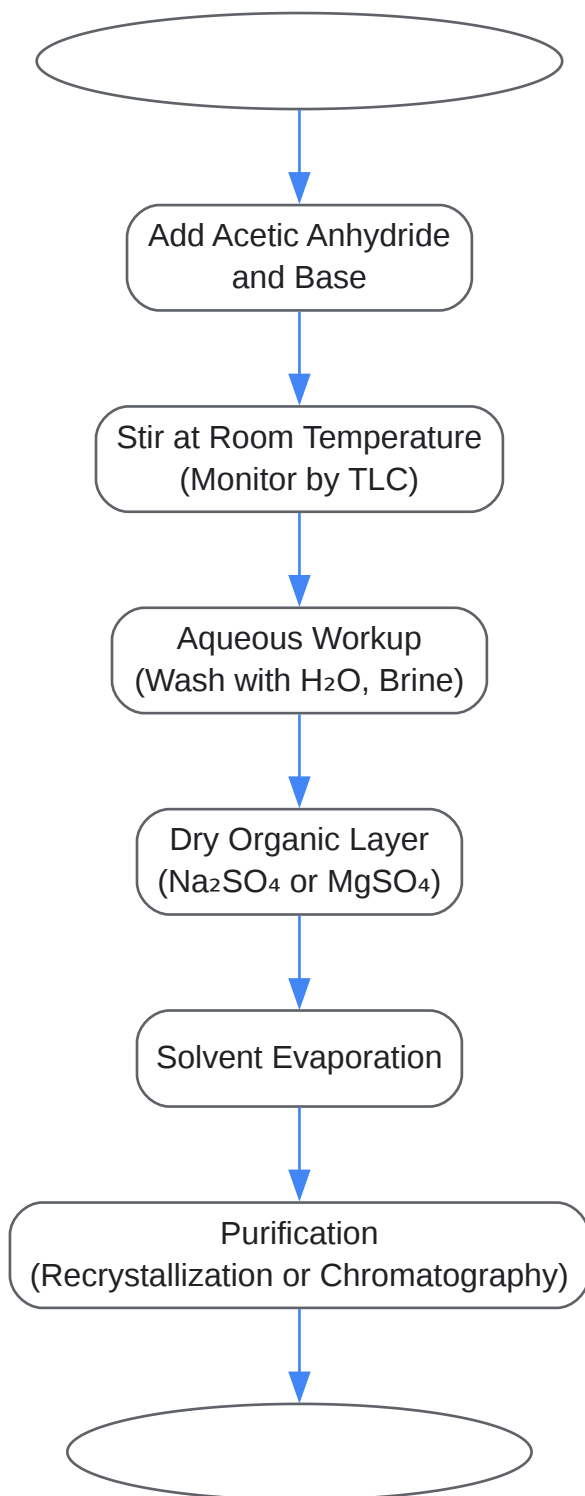 Add Acetic Anhydride
and Base
Stir at Room Temperature
(Monitor by TLC)
Aqueous Workup
(Wash with H₂O, Brine)
Dry Organic Layer
(Na₂SO₄ or MgSO₄)
Solvent Evaporation
Purification
(Recrystallization or Chromatography)